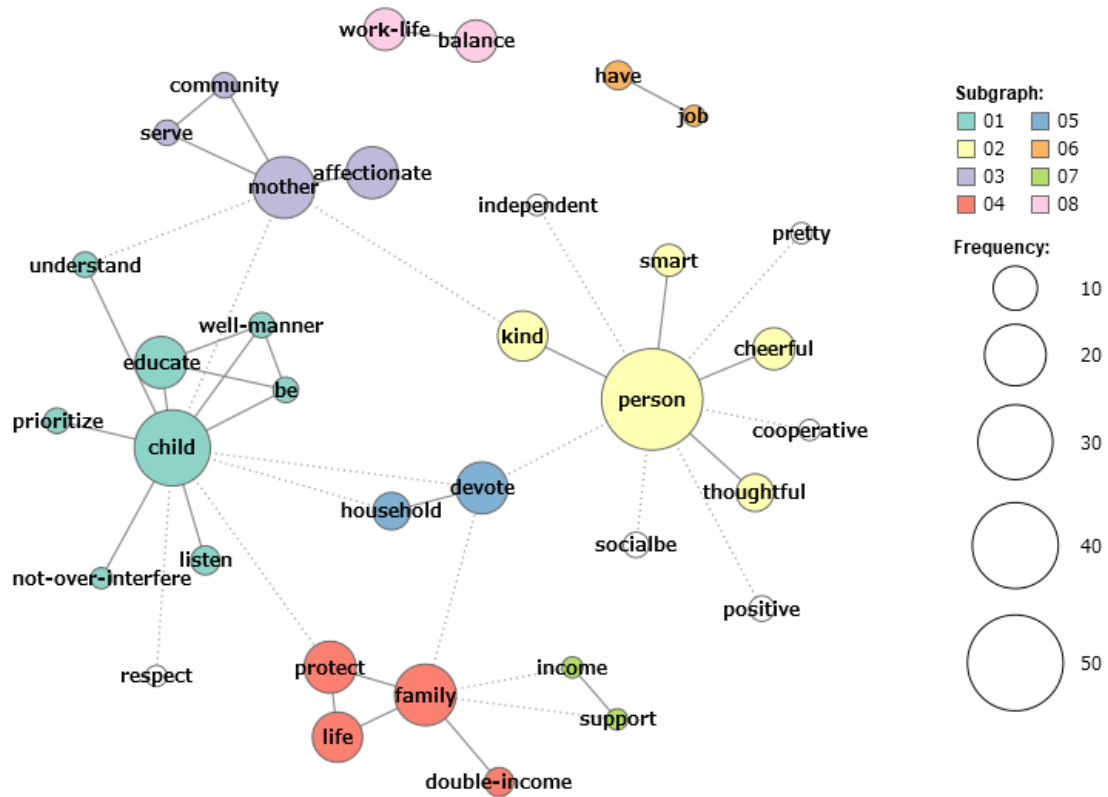 work-life
balance
have
job
community
serve
affectionate
mother
independent
pretty
understand
smart
well-manner
kind
cheerful
educate
be
person
prioritize
cooperative
child
devote
thoughtful
household
socialbe
listen
not-over-interfere
positive
respect
protect
income
family
support
life
double-income
Subgraph:
01 05
02 06
03 07
04 08
Frequency:
10
20
30
40
50